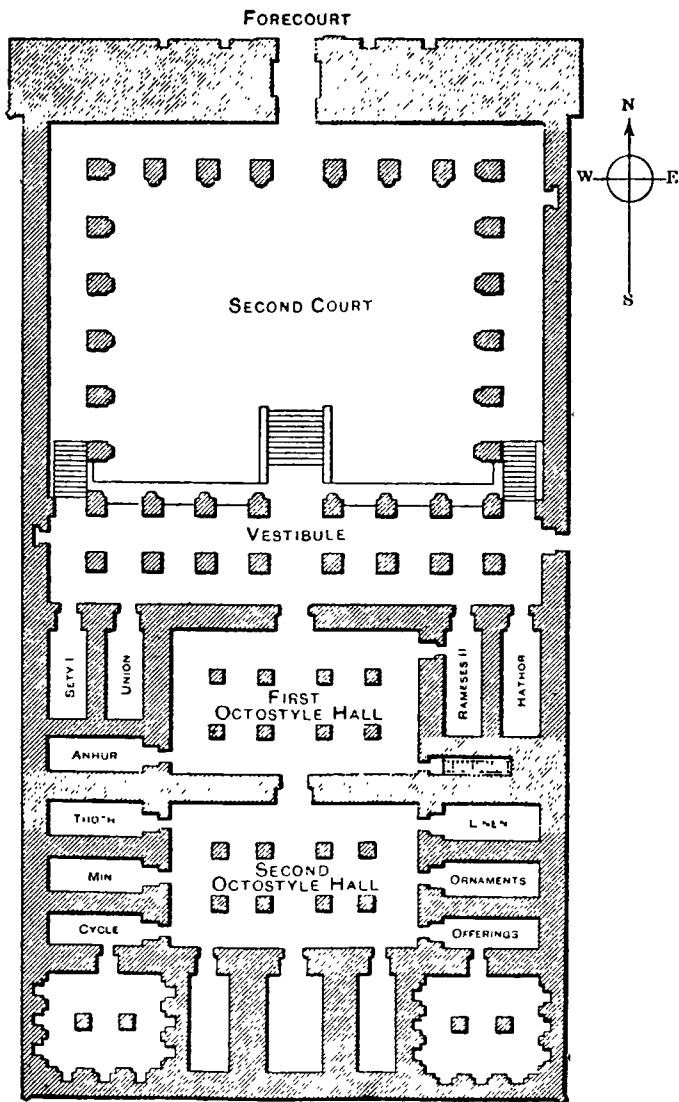 FORECOURT
N
W E
S
SECOND COURT
VESTIBULE
SETY I
UNION
RAMESES II
HATHOR
FIRST
OCTOSTYLE HALL
ANHUR
THOTH
LINEN
SECOND
OCTOSTYLE HALL
MIN
ORNAMENTS
CYCLE
OFFERINGS